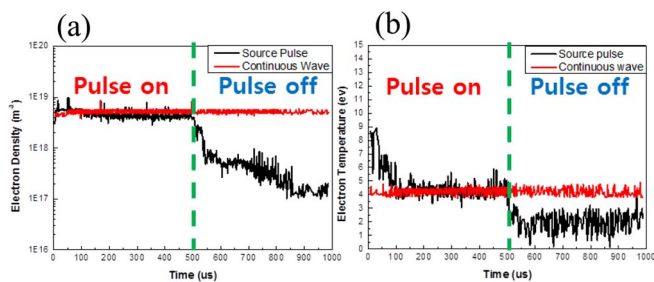 (a)
1E20
1E19
1E18
1E17
1E16
Electron Density (m⁻³)
Source Pulse
Continuous Wave
Pulse on
Pulse off
0 100 200 300 400 500 600 700 800 900 1000
Time (us)
(b)
15
14
13
12
11
10
9
8
7
6
5
4
3
2
1
0
Electron Temperature (ev)
Source pulse
Continuous wave
Pulse on
Pulse off
0 100 200 300 400 500 600 700 800 900 1000
Time (us)